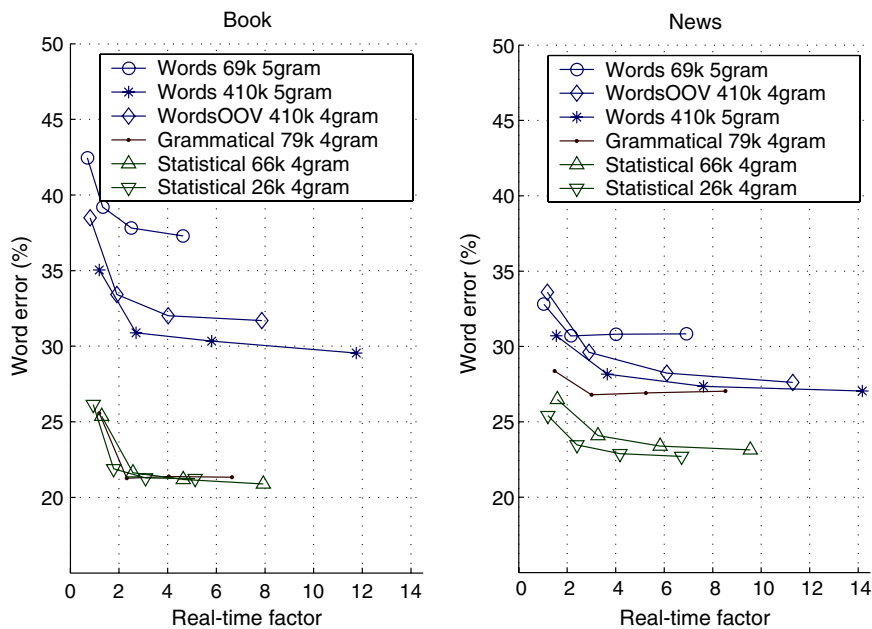 Book
50
45
40
35
30
25
20
Word error (%)
Words 69k 5gram
Words 410k 5gram
WordsOOV 410k 4gram
Grammatical 79k 4gram
Statistical 66k 4gram
Statistical 26k 4gram
0 2 4 6 8 10 12 14
Real-time factor
News
50
45
40
35
30
25
20
Word error (%)
Words 69k 5gram
WordsOOV 410k 4gram
Words 410k 5gram
Grammatical 79k 4gram
Statistical 66k 4gram
Statistical 26k 4gram
0 2 4 6 8 10 12 14
Real-time factor